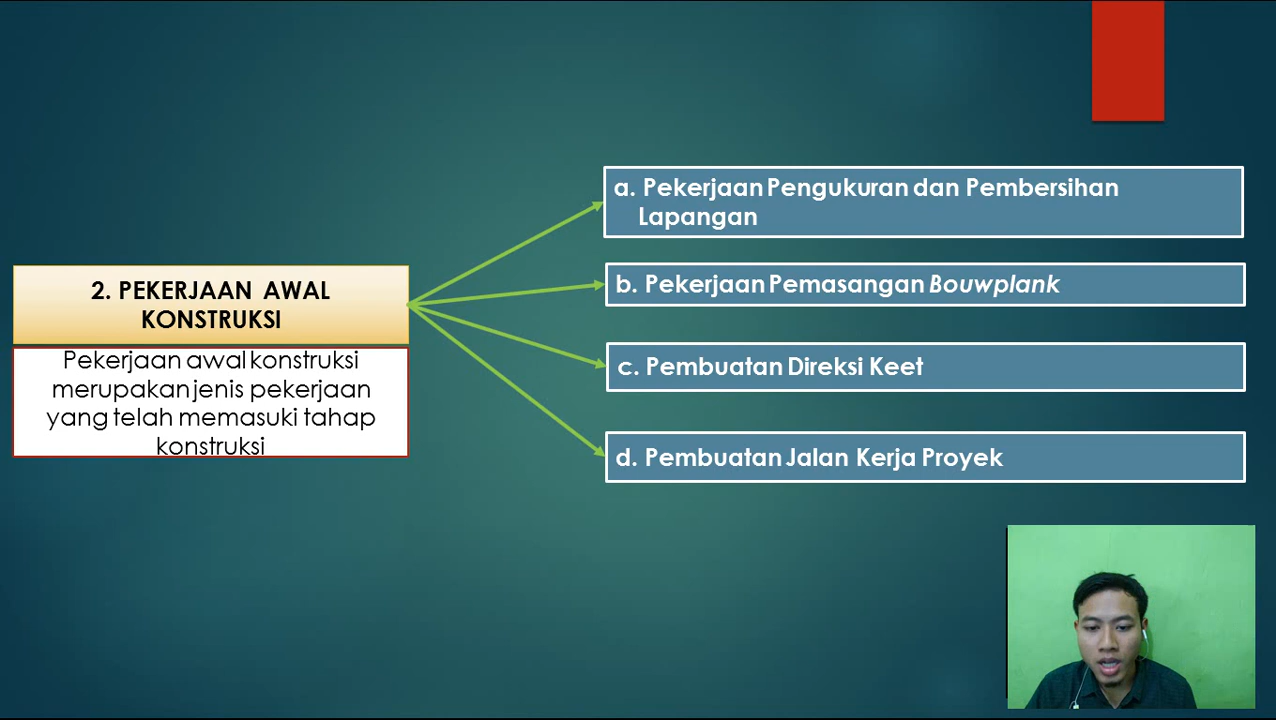 2. PEKERJAAN AWAL
KONSTRUKSI
Pekerjaan awal konstruksi
merupakan jenis pekerjaan
yang telah memasuki tahap
konstruksi
a. Pekerjaan Pengukuran dan Pembersihan
Lapangan
b. Pekerjaan Pemasangan Bouwplank
c. Pembuatan Direksi Keet
d. Pembuatan Jalan Kerja Proyek